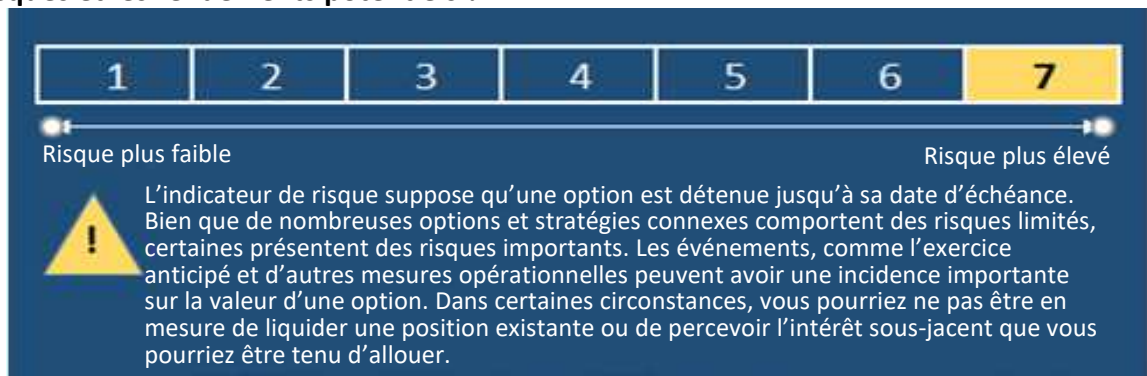 1 2 3 4 5 6 7
Risque plus faible Risque plus élevé
L'indicateur de risque suppose qu'une option est détenue jusqu'à sa date d'échéance.
Bien que de nombreuses options et stratégies connexes comportent des risques limités,
! certaines présentent des risques importants. Les événements, comme l'exercice
anticipé et d'autres mesures opérationnelles peuvent avoir une incidence importante
sur la valeur d'une option. Dans certaines circonstances, vous pourriez ne pas être en
mesure de liquider une position existante ou de percevoir l'intérêt sous-jacent que vous
pourriez être tenu d'allouer.